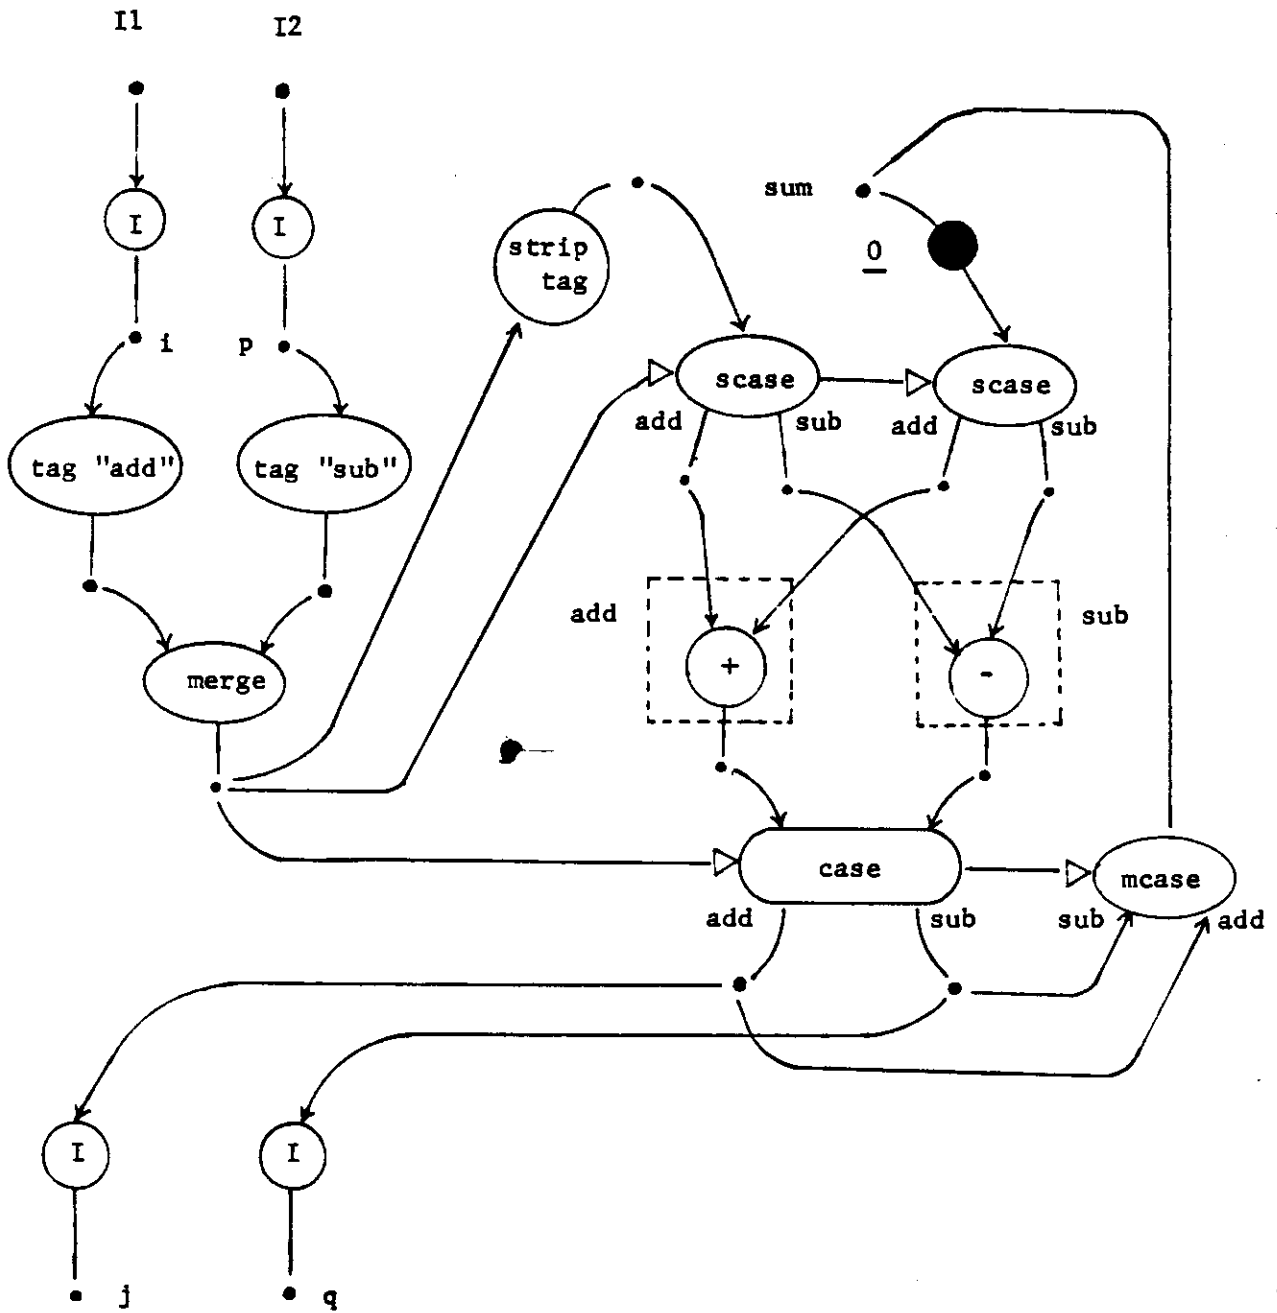 I1 I2
sum
I I
0
strip
tag
i p
scase scase
add sub add sub
tag "add" tag "sub"
add sub
+ -
merge
case mcase
add sub sub add
I I
j q